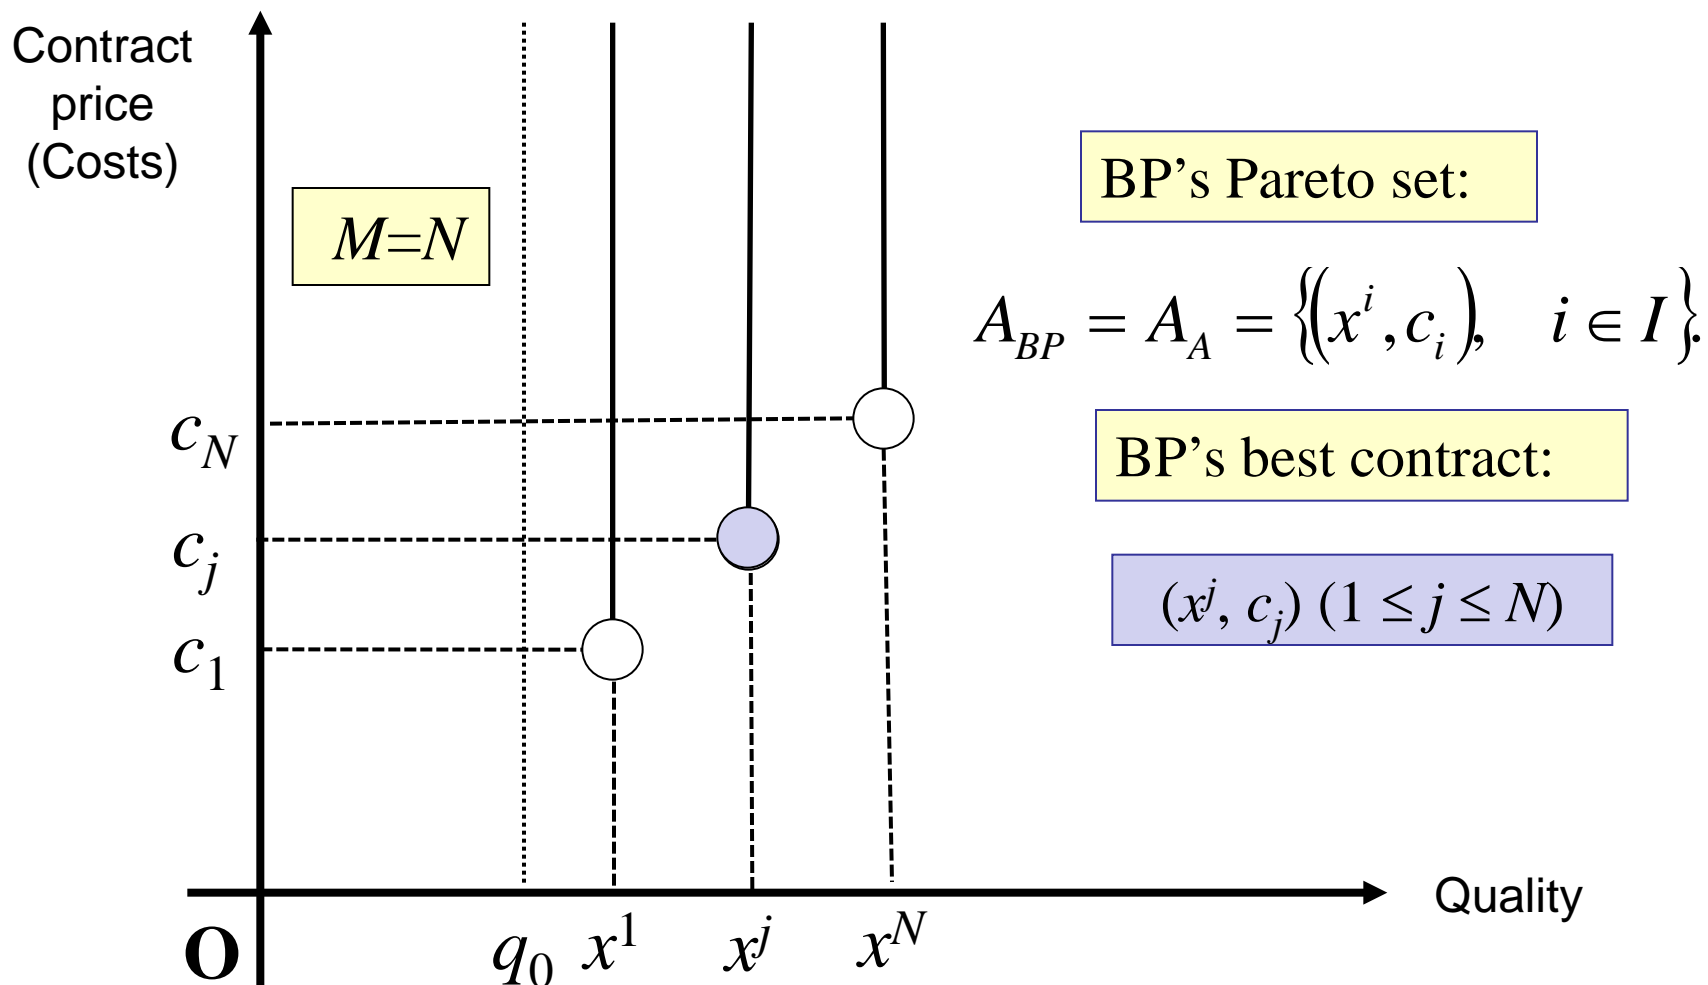 Contract
price
(Costs)
M=N
BP’s Pareto set:
A_BP = A_A = {(x^i, c_i), i ∈ I}.
BP’s best contract:
(x^j, c_j) (1 ≤ j ≤ N)
c_N
c_j
c_1
Quality
O q_0 x^1 x^j x^N